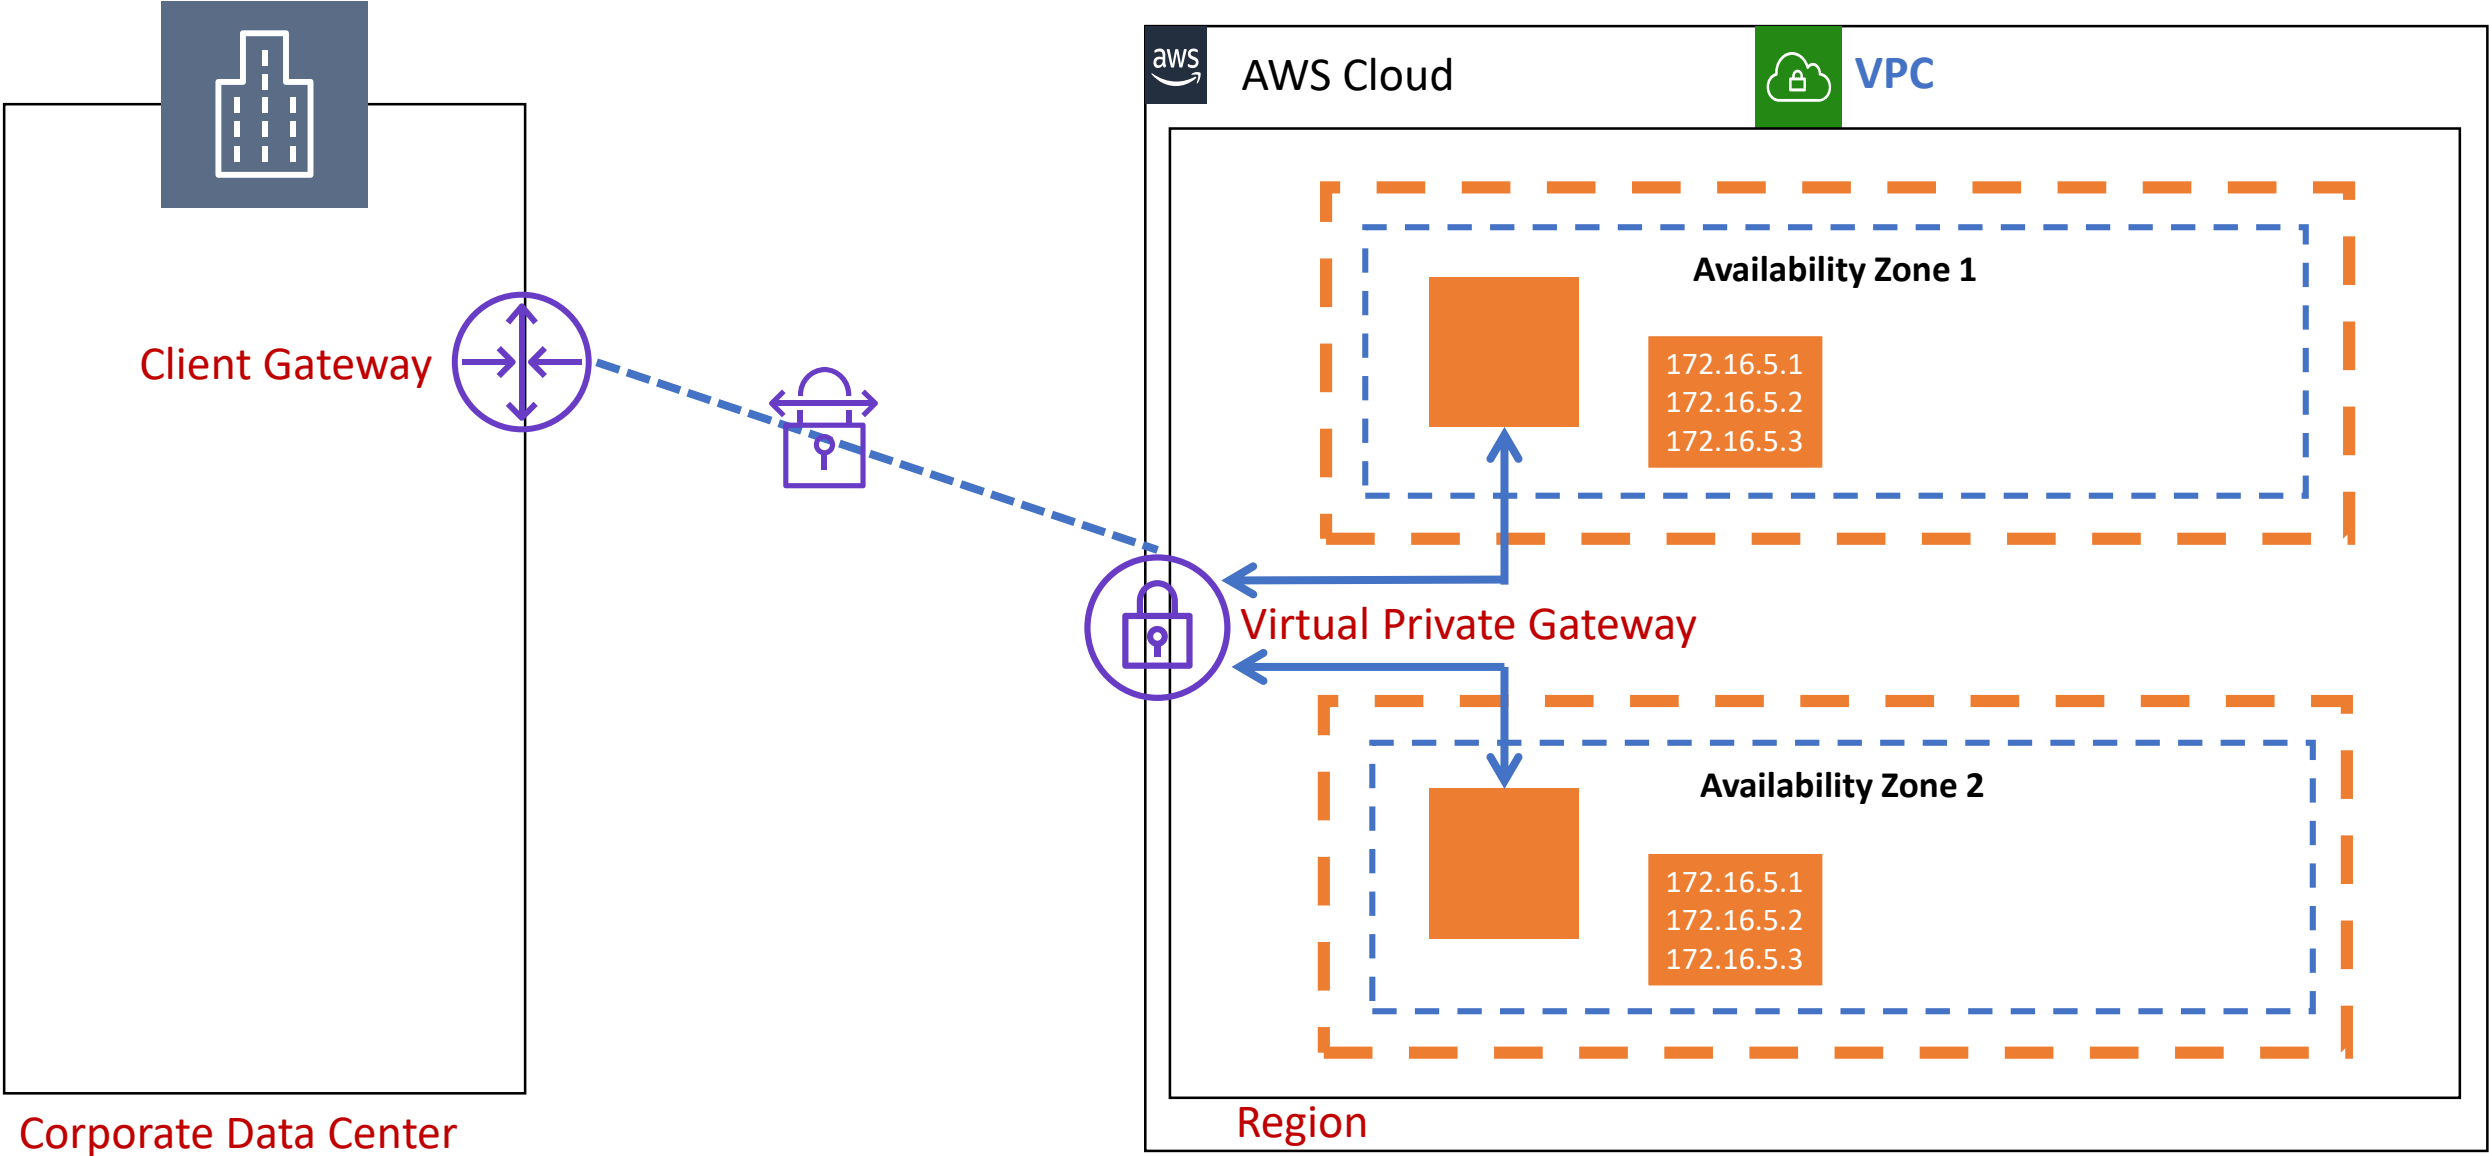 aws
AWS Cloud
VPC
Availability Zone 1
172.16.5.1
172.16.5.2
172.16.5.3
Client Gateway
Virtual Private Gateway
Availability Zone 2
172.16.5.1
172.16.5.2
172.16.5.3
Region
Corporate Data Center